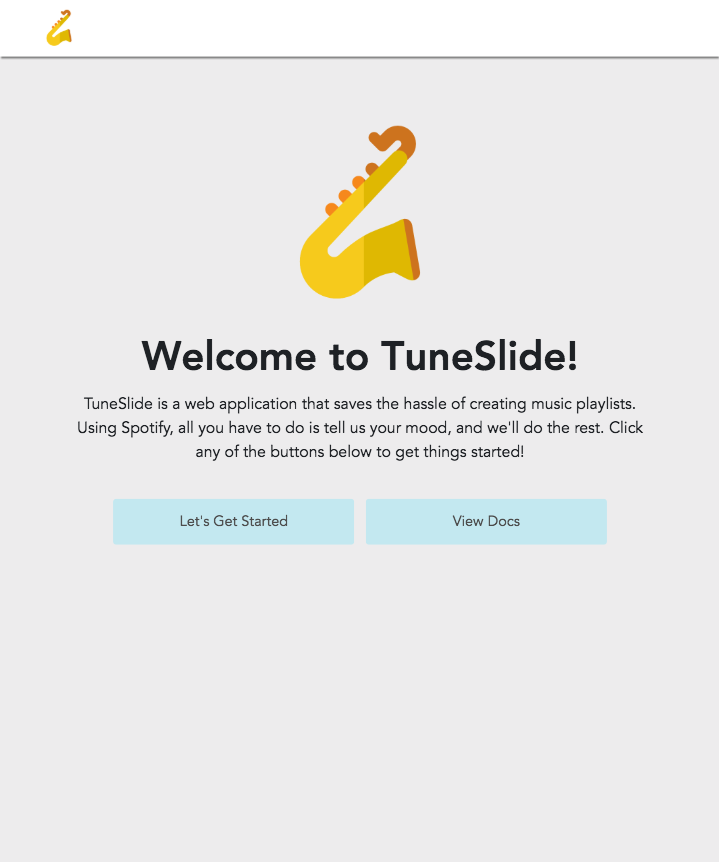 Welcome to TuneSlide!
TuneSlide is a web application that saves the hassle of creating music playlists.
Using Spotify, all you have to do is tell us your mood, and we'll do the rest. Click
any of the buttons below to get things started!
Let's Get Started
View Docs